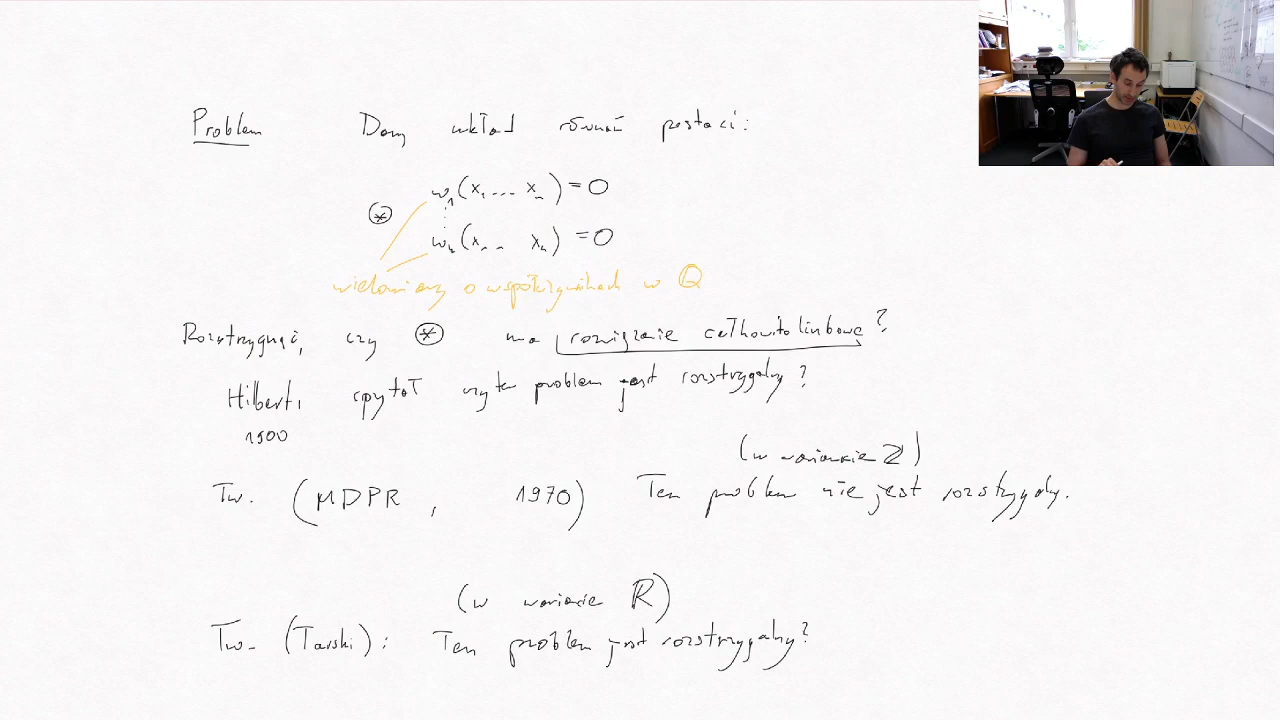 Problem Dany układ równań postaci:
w₁(x₁... xₙ) = 0
⊛
wₖ(x₁... xₙ) = 0
wielomiany o współczynnikach w ℚ
Rozstrzygnąć, czy ⊛ ma rozwiązanie całkowitoliczbowe?
Hilbert, spytał czy ten problem jest rozstrzygalny?
1900
(w wariancie ℤ)
Tw. (MDPR, 1970) Ten problem nie jest rozstrzygalny.
(w wariancie ℝ)
Tw. (Tarski): Ten problem jest rozstrzygalny?